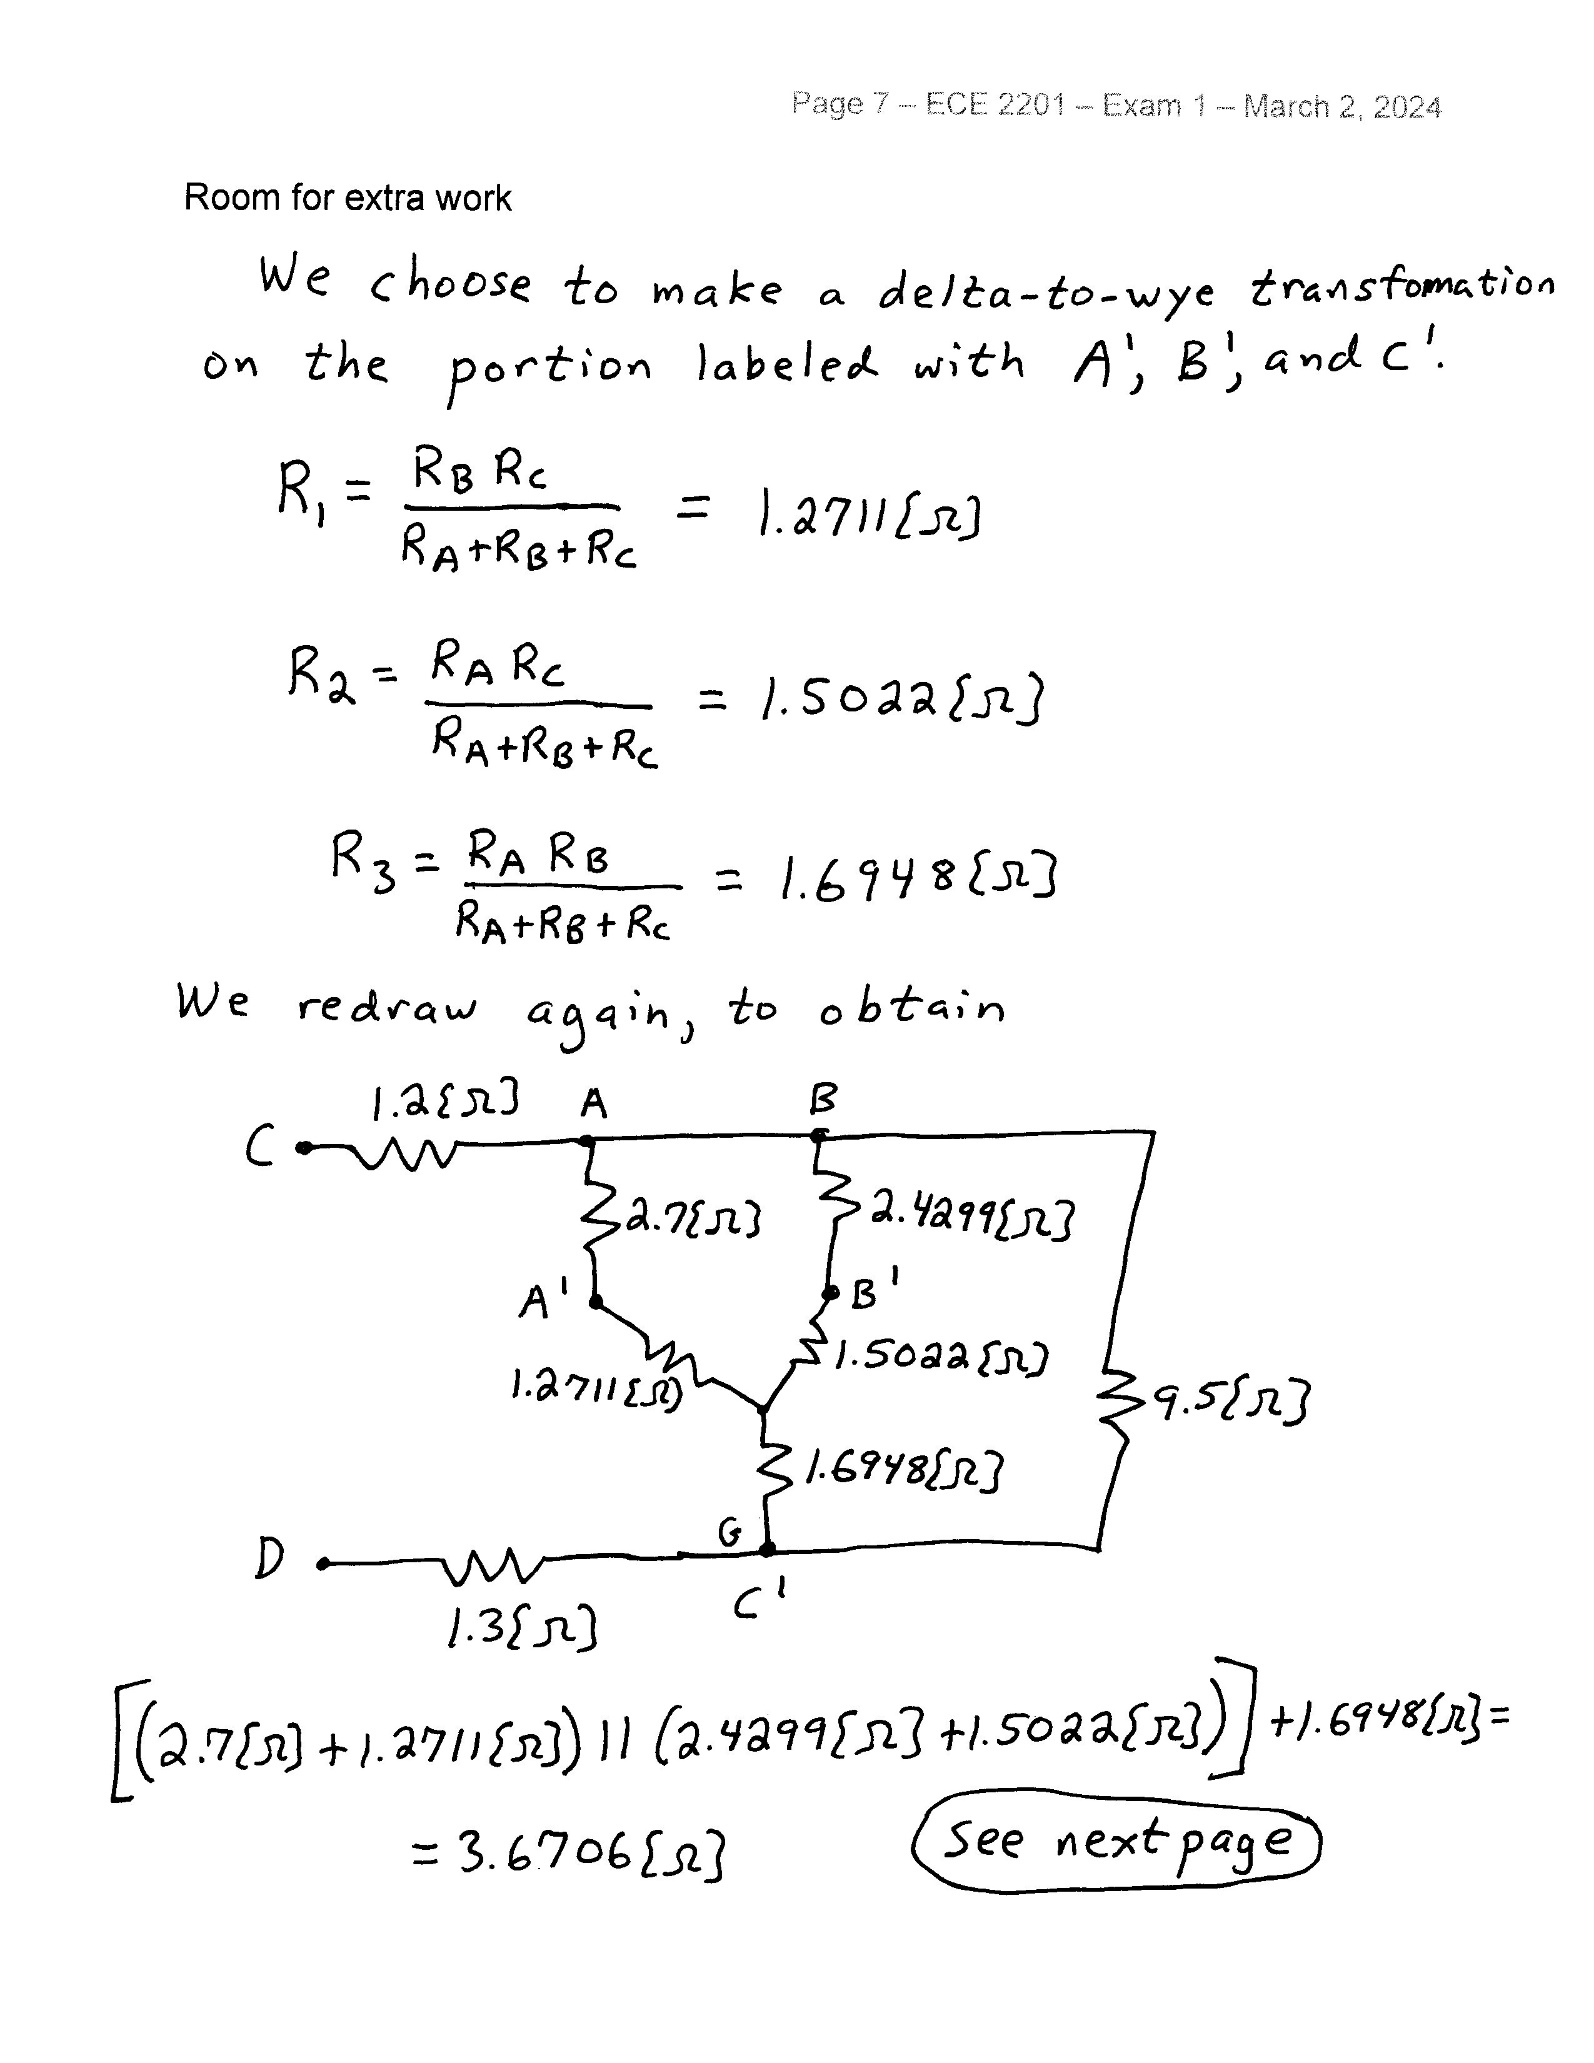 Page 7 – ECE 2201 – Exam 1 – March 2, 2024
Room for extra work
We choose to make a delta-to-wye transfomation
on the portion labeled with A', B', and C'.
R₁ = RB RC / (RA+RB+RC) = 1.2711[Ω]
R₂ = RA RC / (RA+RB+RC) = 1.5022[Ω]
R₃ = RA RB / (RA+RB+RC) = 1.6948[Ω]
We redraw again, to obtain
1.2[Ω] A B
C
2.7[Ω] 2.4299[Ω]
A' B'
1.2711[Ω] 1.5022[Ω]
9.5[Ω]
1.6948[Ω]
G
D
C'
1.3[Ω]
[(2.7[Ω] + 1.2711[Ω]) || (2.4299[Ω] + 1.5022[Ω])] + 1.6948[Ω] =
= 3.6706[Ω]
See next page